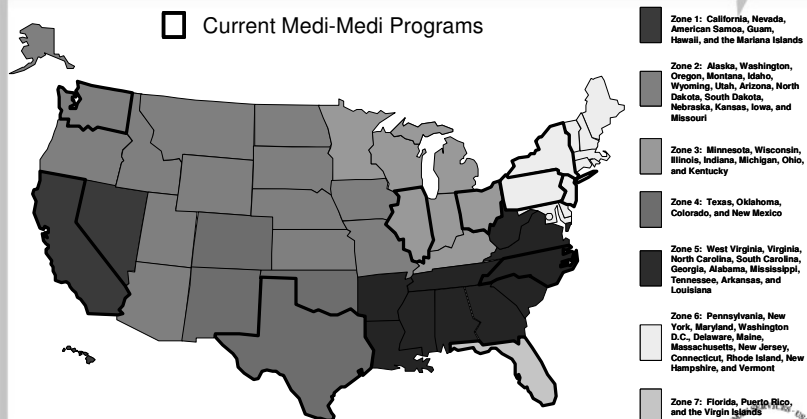 Current Medi-Medi Programs
Zone 1: California, Nevada,
American Samoa, Guam,
Hawaii, and the Mariana Islands
Zone 2: Alaska, Washington,
Oregon, Montana, Idaho,
Wyoming, Utah, Arizona, North
Dakota, South Dakota,
Nebraska, Kansas, Iowa, and
Missouri
Zone 3: Minnesota, Wisconsin,
Illinois, Indiana, Michigan, Ohio,
and Kentucky
Zone 4: Texas, Oklahoma,
Colorado, and New Mexico
Zone 5: West Virginia, Virginia,
North Carolina, South Carolina,
Georgia, Alabama, Mississippi,
Tennessee, Arkansas, and
Louisiana
Zone 6: Pennsylvania, New
York, Maryland, Washington
D.C., Delaware, Maine,
Massachusetts, New Jersey,
Connecticut, Rhode Island, New
Hampshire, and Vermont
Zone 7: Florida, Puerto Rico,
and the Virgin Islands